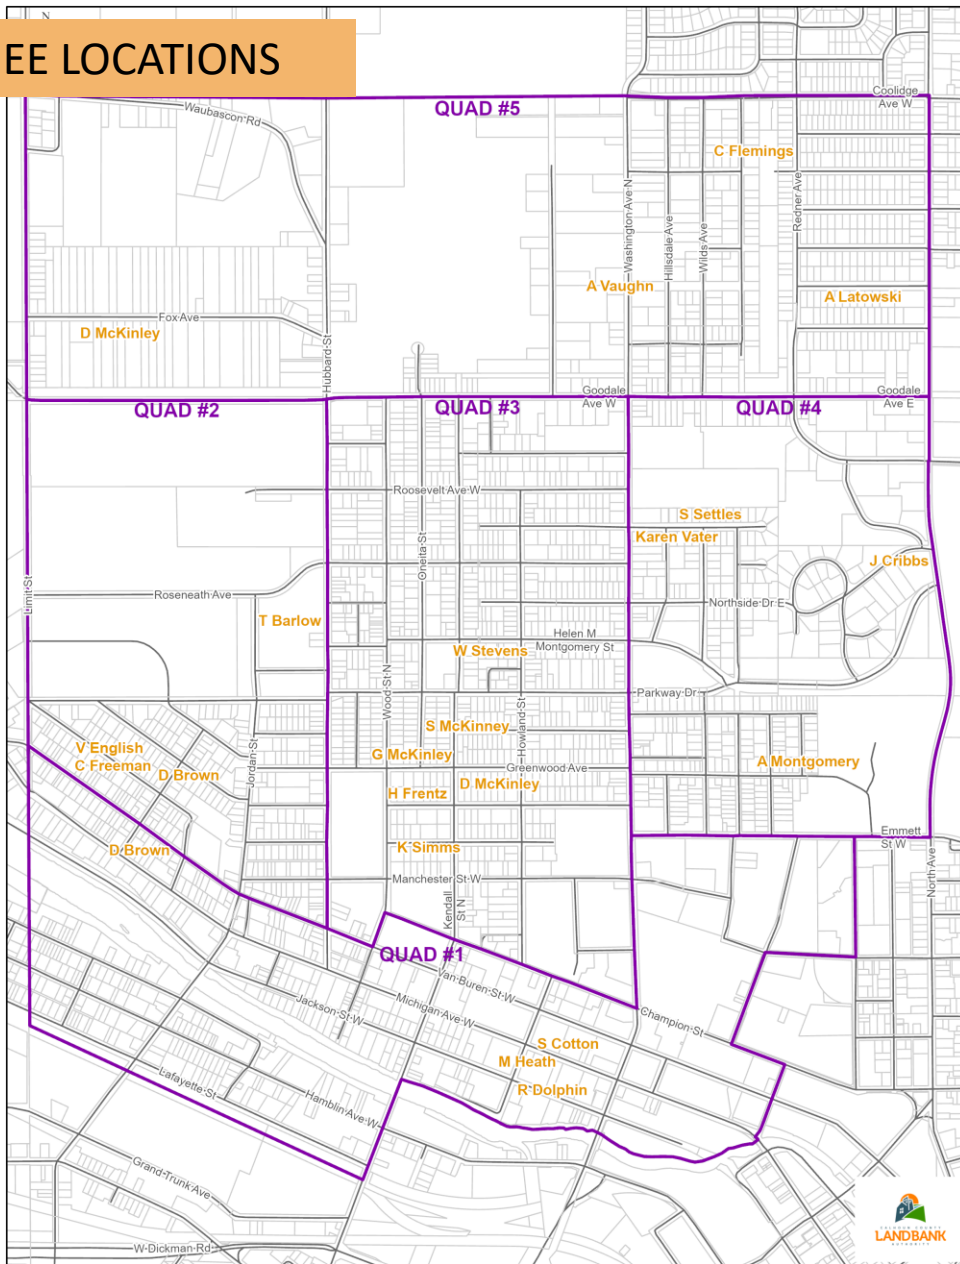 N
EE LOCATIONS
Coolidge
Ave W
QUAD #5
Waubascon Rd
C Flemings
Washington Ave N
Redner Ave
Hillsdale Ave
Wilds Ave
A Vaughn
A Latowski
Fox Ave
D McKinley
Hubbard St
Goodale
Ave W
Goodale
Ave E
QUAD #2
QUAD #3
QUAD #4
Roosevelt Ave W
S Settles
Karen Vater
Oneita St
J Cribbs
Limit St
Roseneath Ave
Northside Dr E
T Barlow
Helen M
Montgomery St
W Stevens
Wood St N
Parkway Dr
Howland St
S McKinney
V English
C Freeman
D Brown
Jordan St
G McKinley
Greenwood Ave
A Montgomery
H Frentz
D McKinley
Emmett
St W
D Brown
K Simms
North Ave
Manchester St W
Kendall
St N
QUAD #1
Van Buren St W
Michigan Ave W
Jackson St W
Champion St
S Cotton
M Heath
R Dolphin
Lafayette St
Hamblin Ave W
Grand Trunk Ave
W Dickman Rd
CALHOUN COUNTY
LANDBANK
AUTHORITY